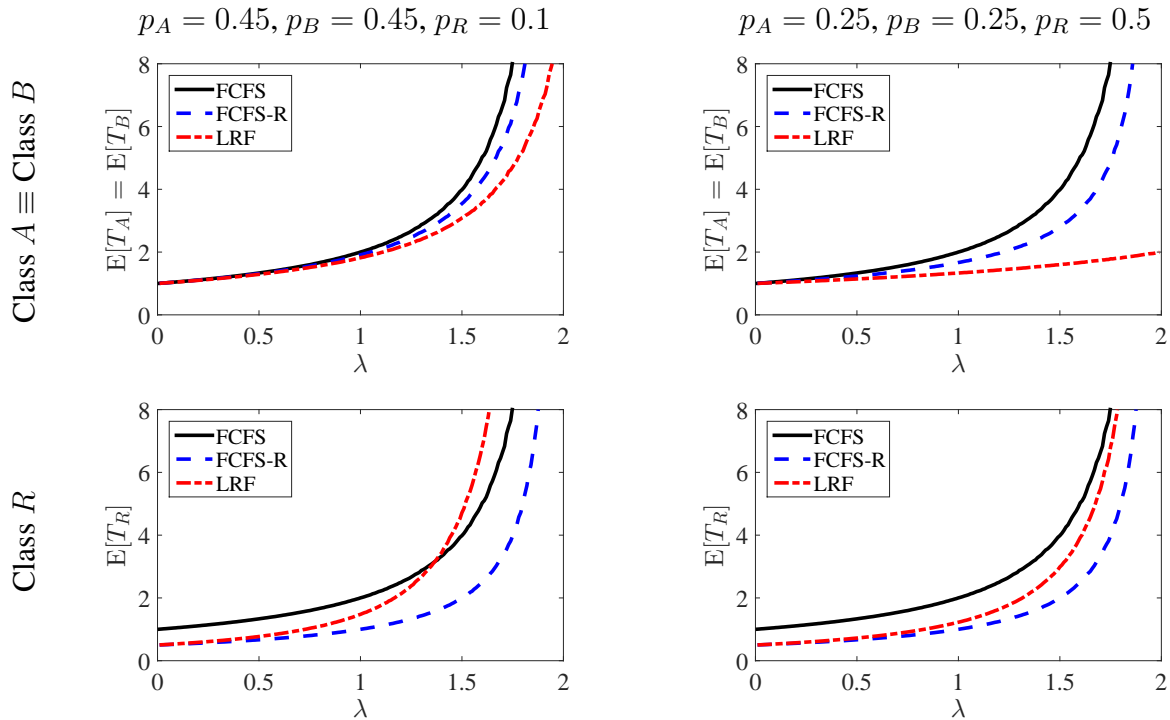 p_A = 0.45, p_B = 0.45, p_R = 0.1
p_A = 0.25, p_B = 0.25, p_R = 0.5
Class A ≡ Class B
E[T_A] = E[T_B]
8
6
4
2
0
FCFS
FCFS-R
LRF
0 0.5 1 1.5 2
λ
E[T_A] = E[T_B]
8
6
4
2
0
FCFS
FCFS-R
LRF
0 0.5 1 1.5 2
λ
Class R
E[T_R]
8
6
4
2
0
FCFS
FCFS-R
LRF
0 0.5 1 1.5 2
λ
E[T_R]
8
6
4
2
0
FCFS
FCFS-R
LRF
0 0.5 1 1.5 2
λ